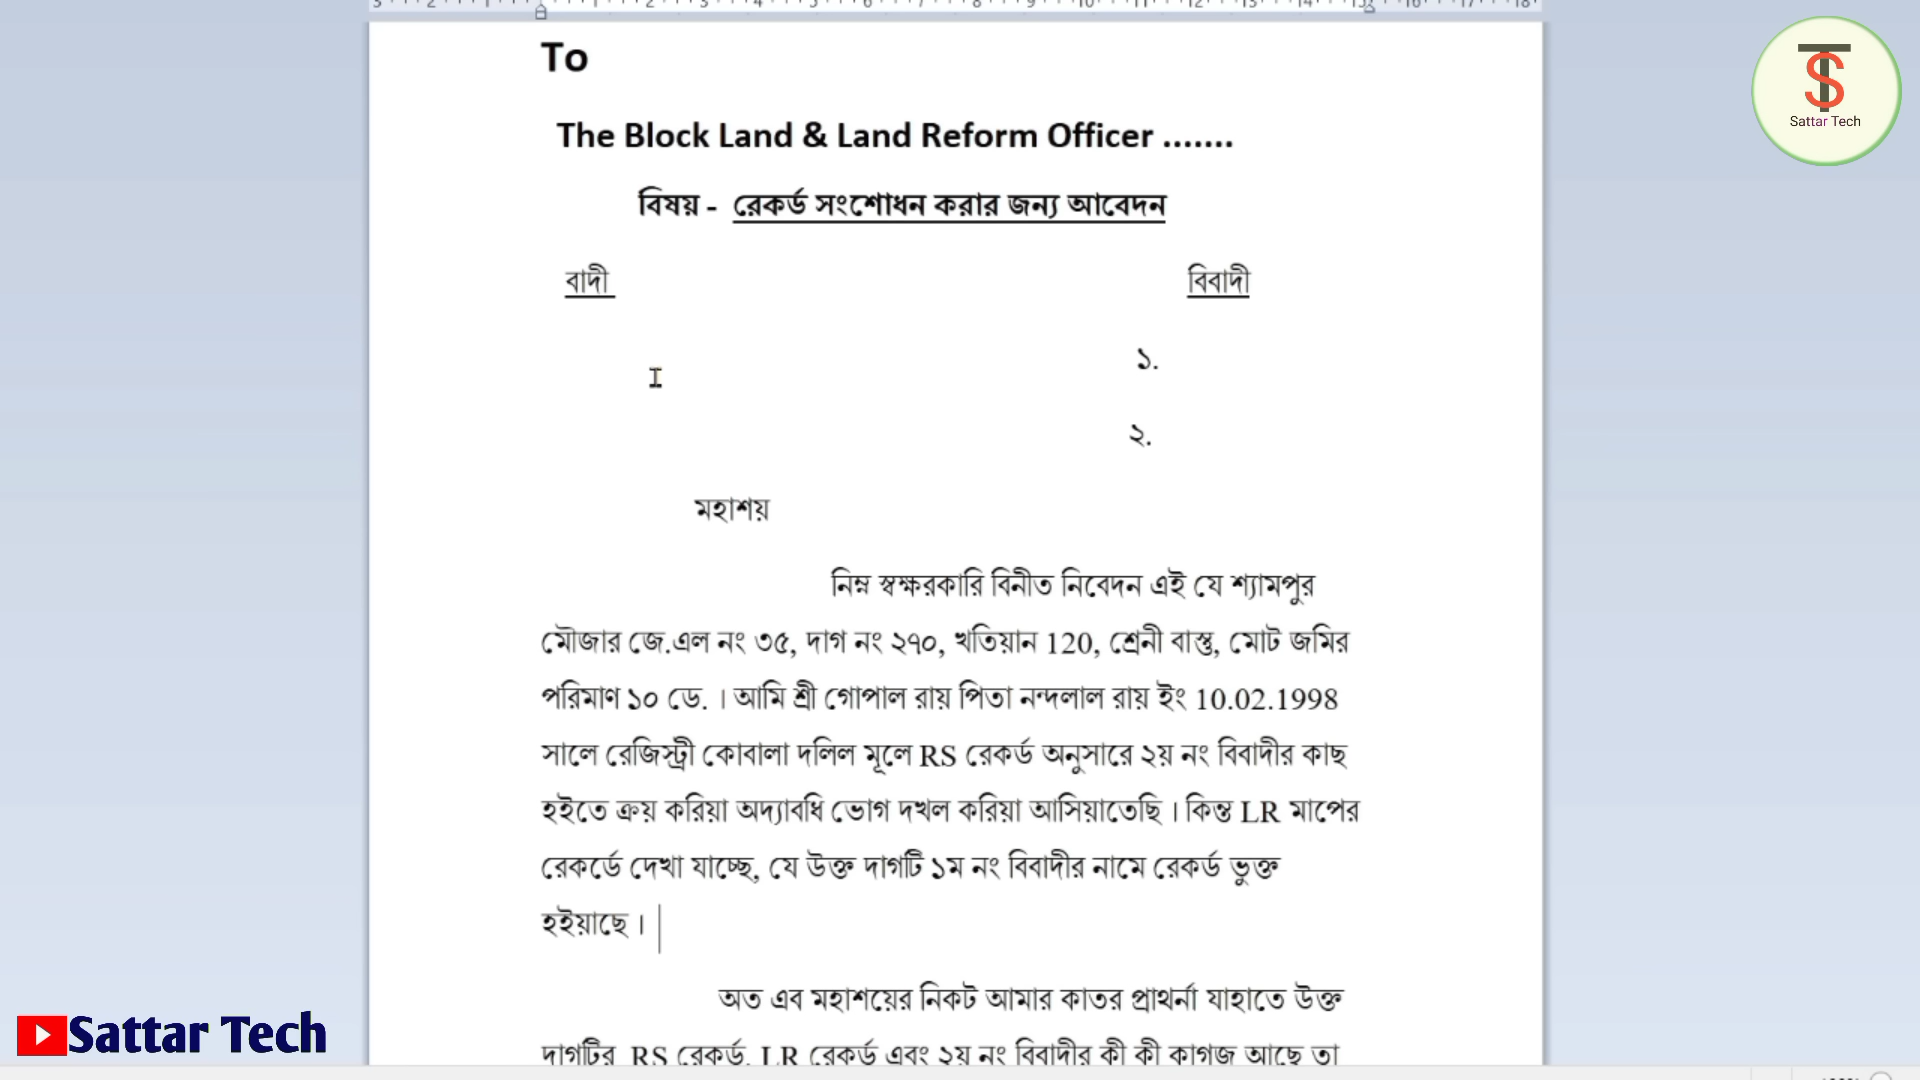 To
The Block Land & Land Reform Officer .......
বিষয় - রেকর্ড সংশোধন করার জন্য আবেদন
বাদী বিবাদী
১.
২.
মহাশয়
নিম্ন স্বক্ষরকারি বিনীত নিবেদন এই যে শ্যামপুর
মৌজার জে.এল নং ৩৫, দাগ নং ২৭০, খতিয়ান 120, শ্রেনী বাস্তু, মোট জমির
পরিমাণ ১০ ডে. । আমি শ্রী গোপাল রায় পিতা নন্দলাল রায় ইং 10.02.1998
সালে রেজিস্ট্রী কোবালা দলিল মূলে RS রেকর্ড অনুসারে ২য় নং বিবাদীর কাছ
হইতে ক্রয় করিয়া অদ্যাবধি ভোগ দখল করিয়া আসিয়াতেছি । কিন্ত LR মাপের
রেকর্ডে দেখা যাচ্ছে, যে উক্ত দাগটি ১ম নং বিবাদীর নামে রেকর্ড ভুক্ত
হইয়াছে ।
অত এব মহাশয়ের নিকট আমার কাতর প্রাথর্না যাহাতে উক্ত
দাগটির RS রেকর্ড, LR রেকর্ড এবং ২য় নং বিবাদীর কী কী কাগজ আছে তা
Sattar Tech
Sattar Tech